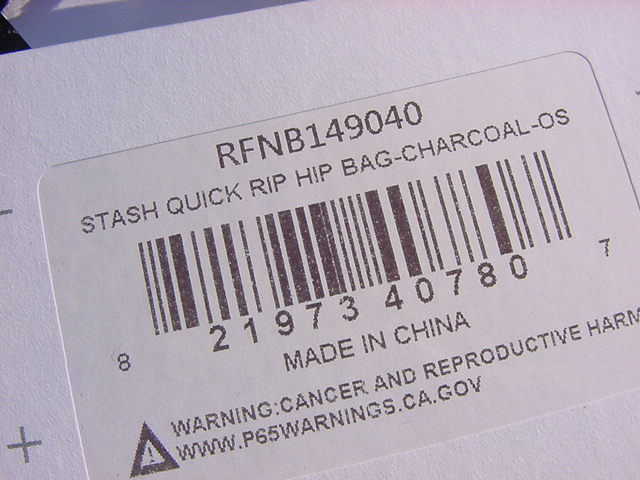 RFNB149040
STASH QUICK RIP HIP BAG-CHARCOAL-OS
8 21973 40780 7
MADE IN CHINA
WARNING:CANCER AND REPRODUCTIVE HARM
WWW.P65WARNINGS.CA.GOV